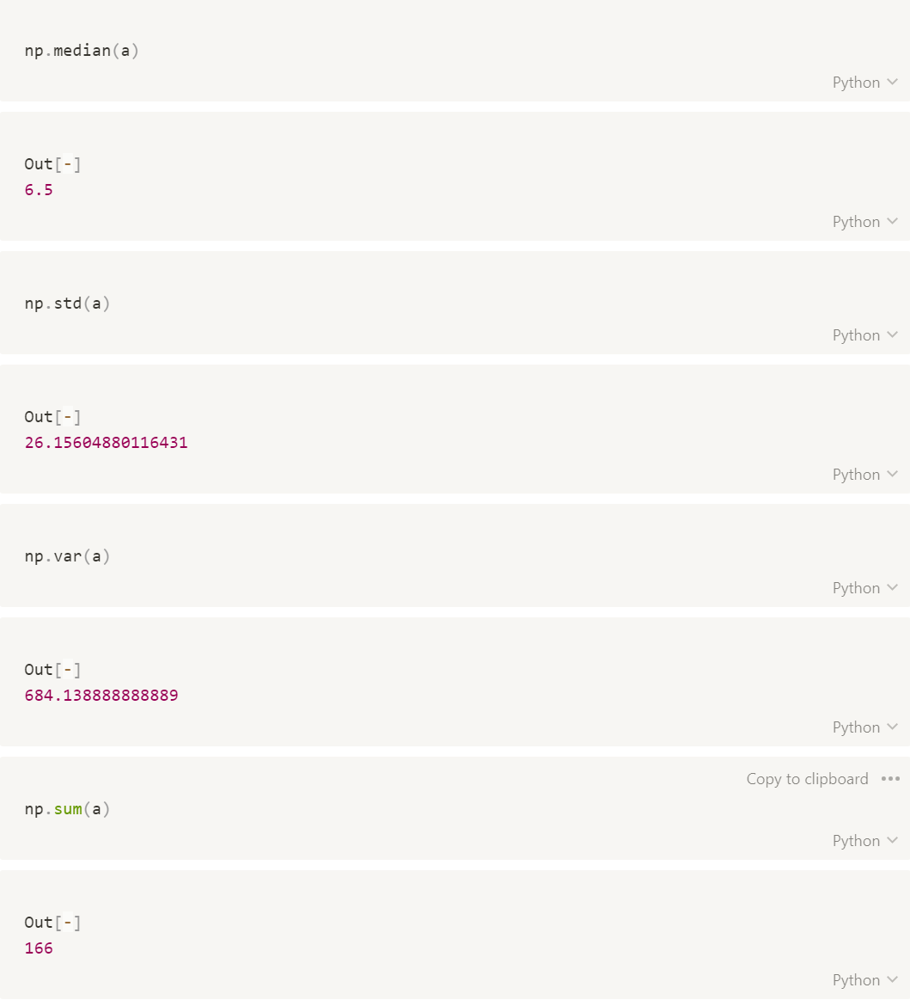 np.median(a)
Python
Out[-]
6.5
Python
np.std(a)
Python
Out[-]
26.15604880116431
Python
np.var(a)
Python
Out[-]
684.138888888889
Python
Copy to clipboard
np.sum(a)
Python
Out[-]
166
Python